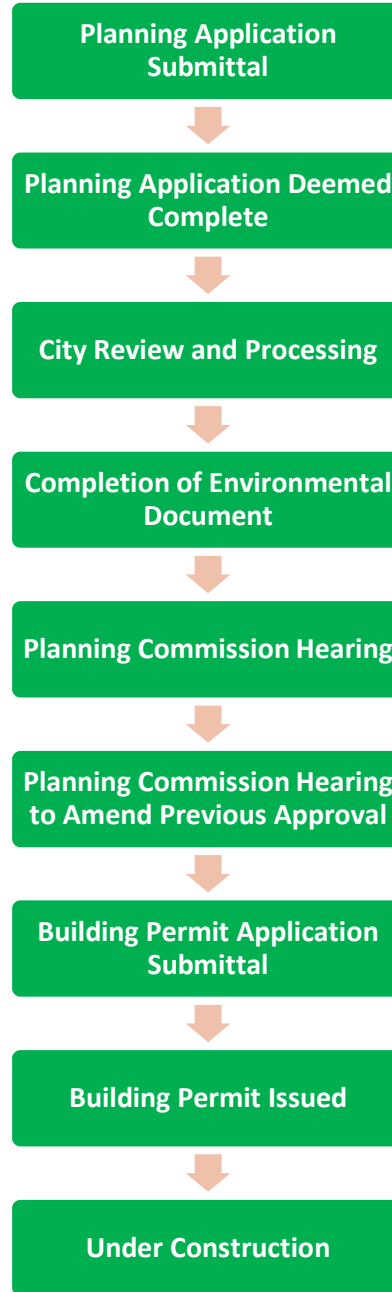 Planning Application
Submittal
Planning Application Deemed
Complete
City Review and Processing
Completion of Environmental
Document
Planning Commission Hearing
Planning Commission Hearing
to Amend Previous Approval
Building Permit Application
Submittal
Building Permit Issued
Under Construction